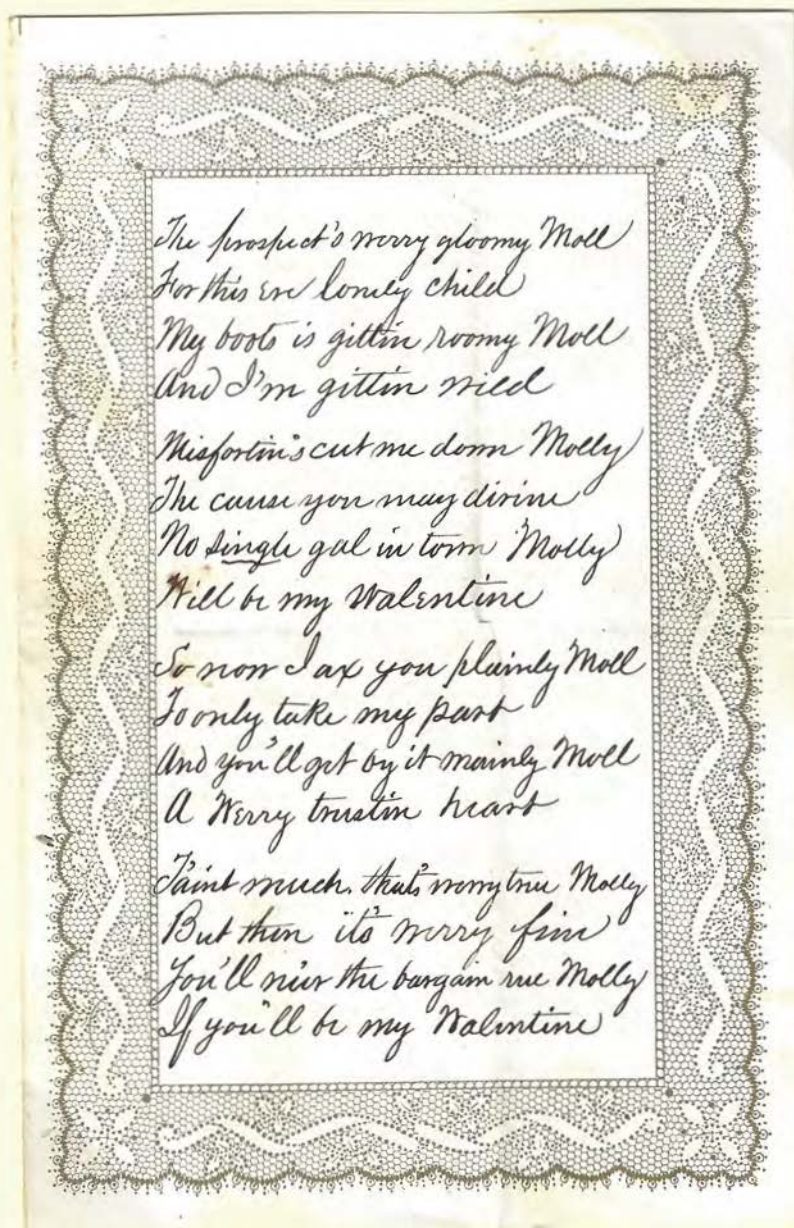 The prospect's werry gloomy Moll
For this ere lonely child
My boots is gittin roomy Moll
And I'm gittin wild
Misfortin's cut me down Molly
The cause you may divine
No single gal in town Molly
Will be my Walentine
So now I ax you plainly Moll
To only take my part
And you'll get by it mainly Moll
A Werry trustin heart
T'aint much. that's werry true Molly
But then it's werry fine
You'll niver the bargain rue Molly
If you'll be my Walentine